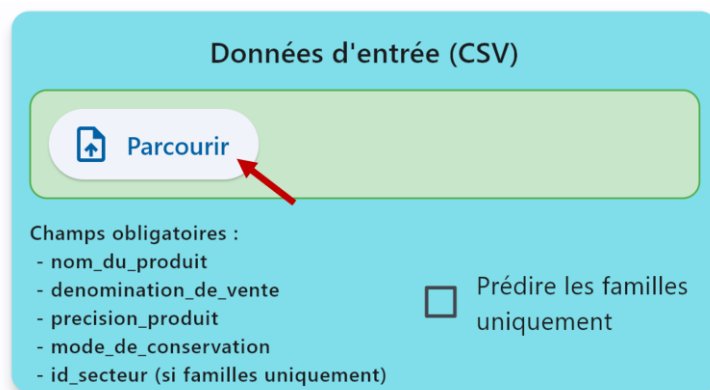 Données d'entrée (CSV)
Parcourir
Champs obligatoires :
- nom_du_produit
- denomination_de_vente
- precision_produit
- mode_de_conservation
- id_secteur (si familles uniquement)
Prédire les familles
uniquement